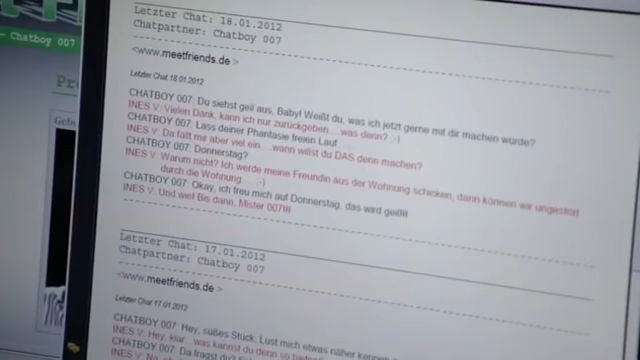 - Chatboy 007
Letzter Chat: 18.01.2012
Chatpartner: Chatboy 007
<www.meetfriends.de >
Letzter Chat 18.01.2012
CHATBOY 007: Du siehst geil aus, Baby! Weißt du, was ich jetzt gerne mit dir machen würde?
INES V: Vielen Dank, kann ich nur zurückgeben ... was denn? ;-)
CHATBOY 007: Lass deiner Phantasie freien Lauf......
INES V: Da fällt mir aber viel ein ... wann willst du DAS denn machen?
CHATBOY 007: Donnerstag?
INES V: Warum nicht? Ich werde meine Freundin aus der Wohnung schicken, dann können wir ungestört
durch die Wohnung.... ;-)
CHATBOY 007: Okay, ich freu mich auf Donnerstag, das wird geil!!!
INES V: Und wie! Bis dann, Mister 007!!!!
Letzter Chat: 17.01.2012
Chatpartner: Chatboy 007
<www.meetfriends.de >
Letzter Chat 17.01.2012
CHATBOY 007: Hey, süßes Stück, Lust mich etwas näher
INES V: Hey, klar... was kannst du denn so
CHATBOY 007: Da fragst du?
INES V: